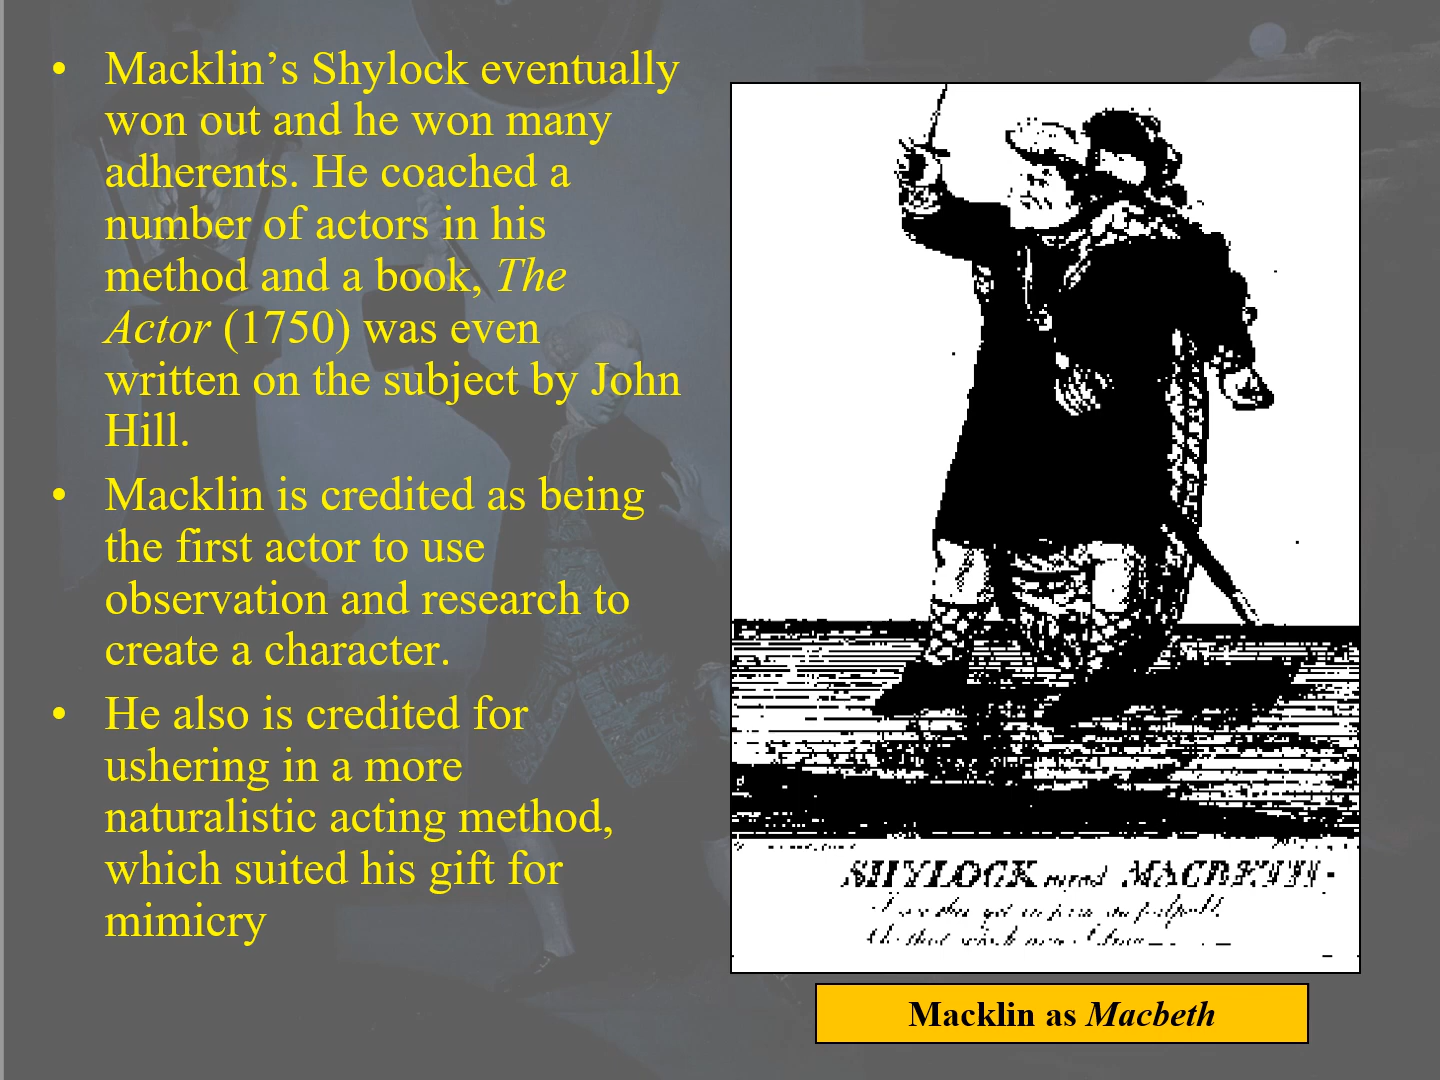 • Macklin’s Shylock eventually
won out and he won many
adherents. He coached a
number of actors in his
method and a book, The
Actor (1750) was even
written on the subject by John
Hill.
• Macklin is credited as being
the first actor to use
observation and research to
create a character.
• He also is credited for
ushering in a more
naturalistic acting method,
which suited his gift for
mimicry
SHYLOCK turned MACBETH-
Macklin as Macbeth